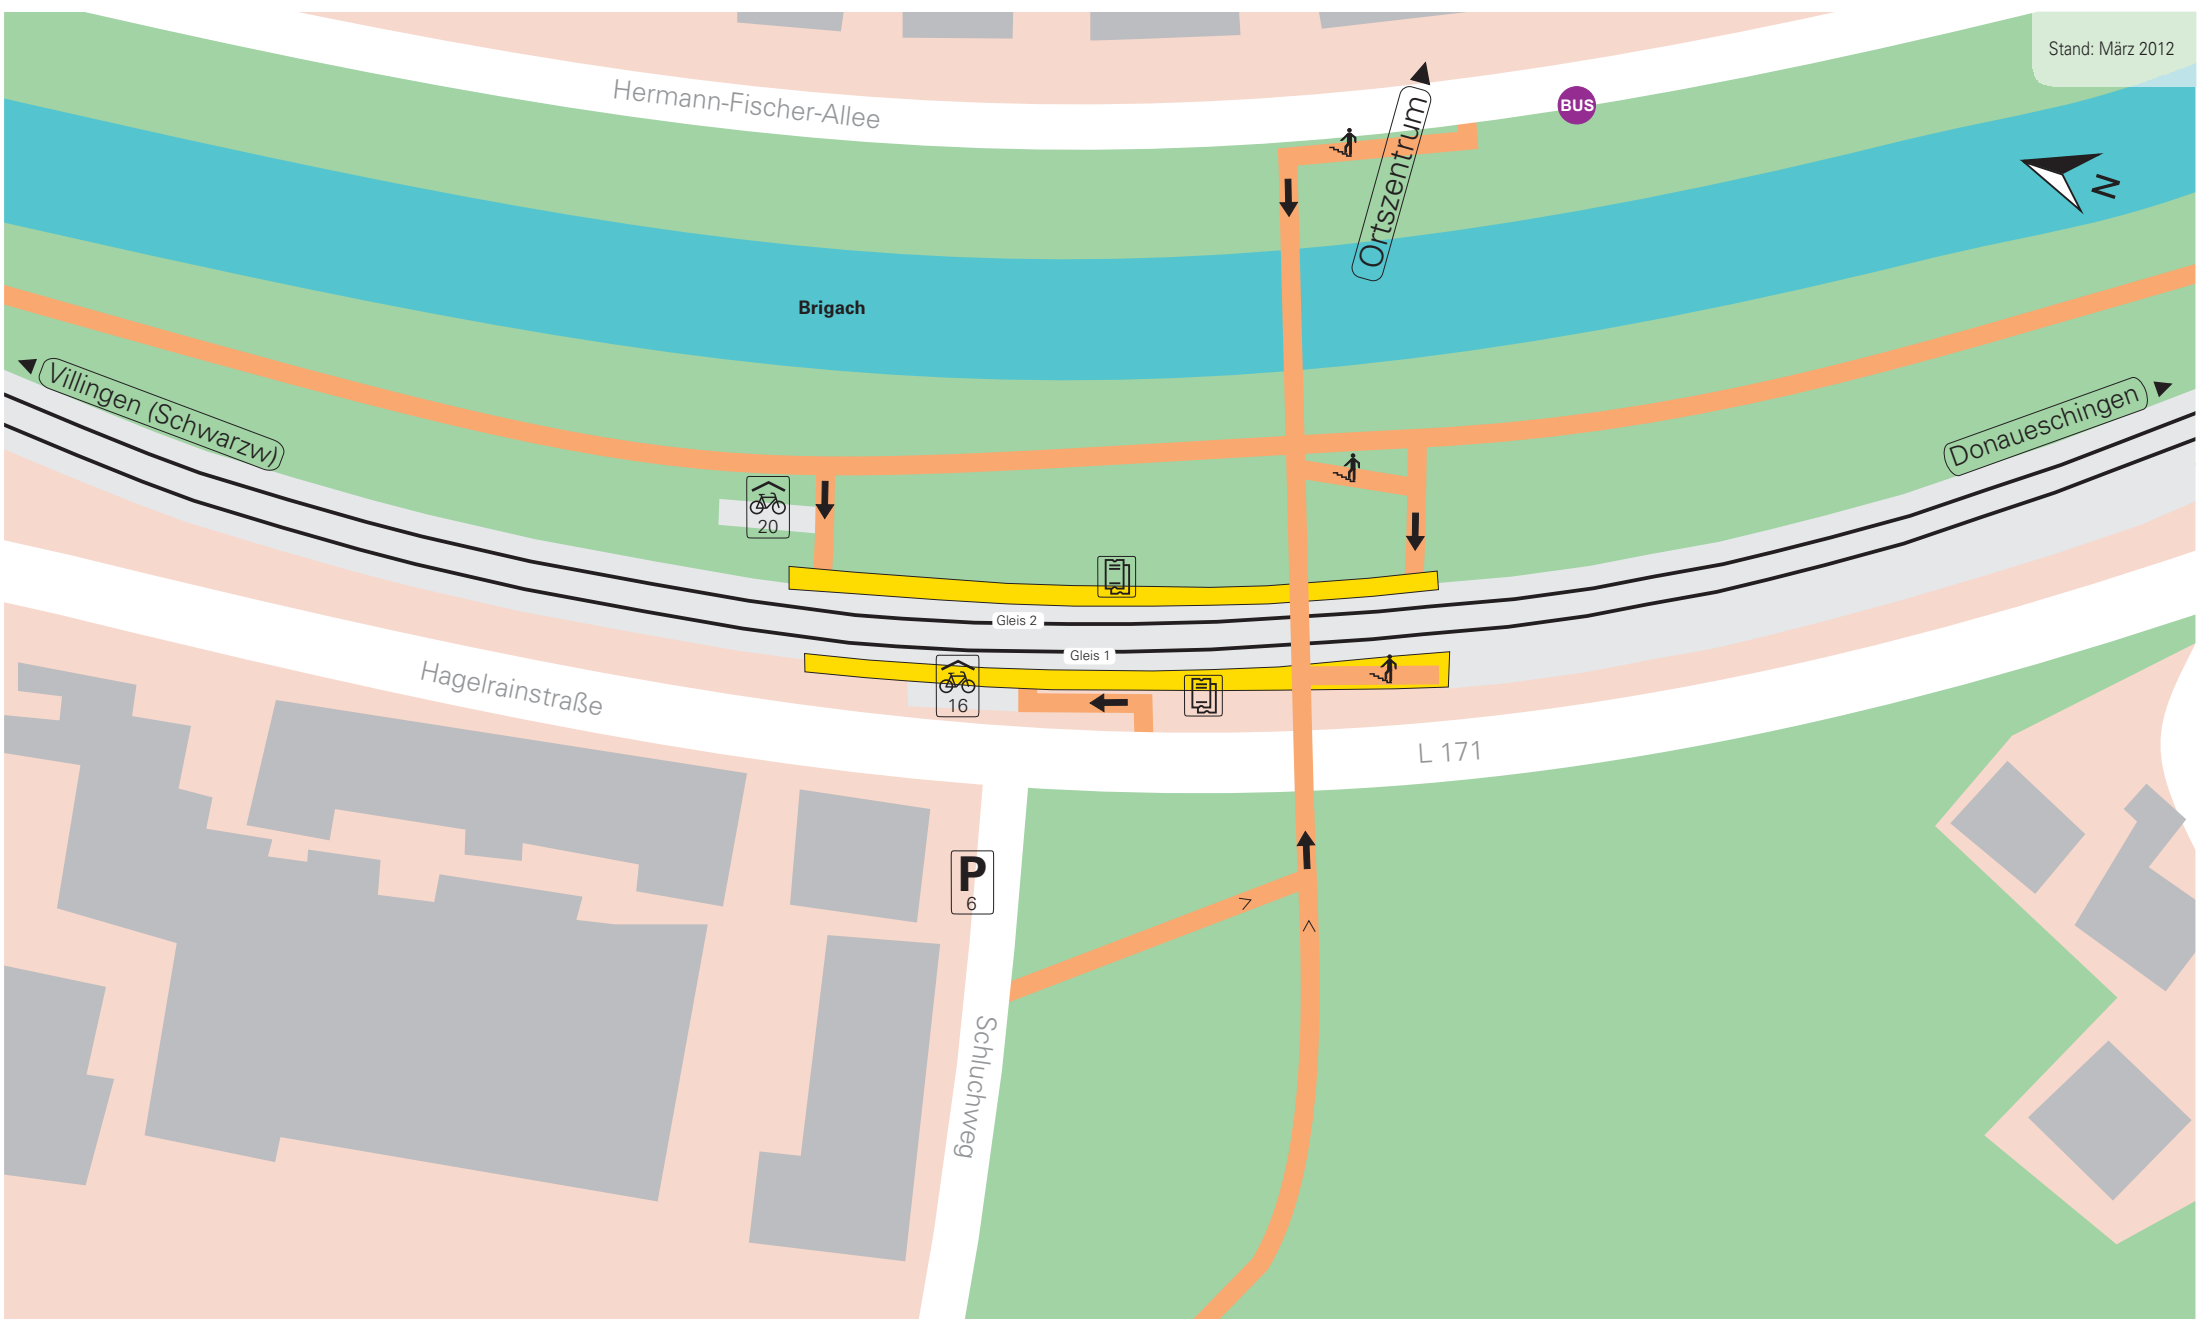 Stand: März 2012
Hermann-Fischer-Allee
BUS
Ortszentrum
N
Brigach
Villingen (Schwarzw)
Donaueschingen
20
Gleis 2
Gleis 1
16
Hagelrainstraße
L 171
P
6
Schluchweg